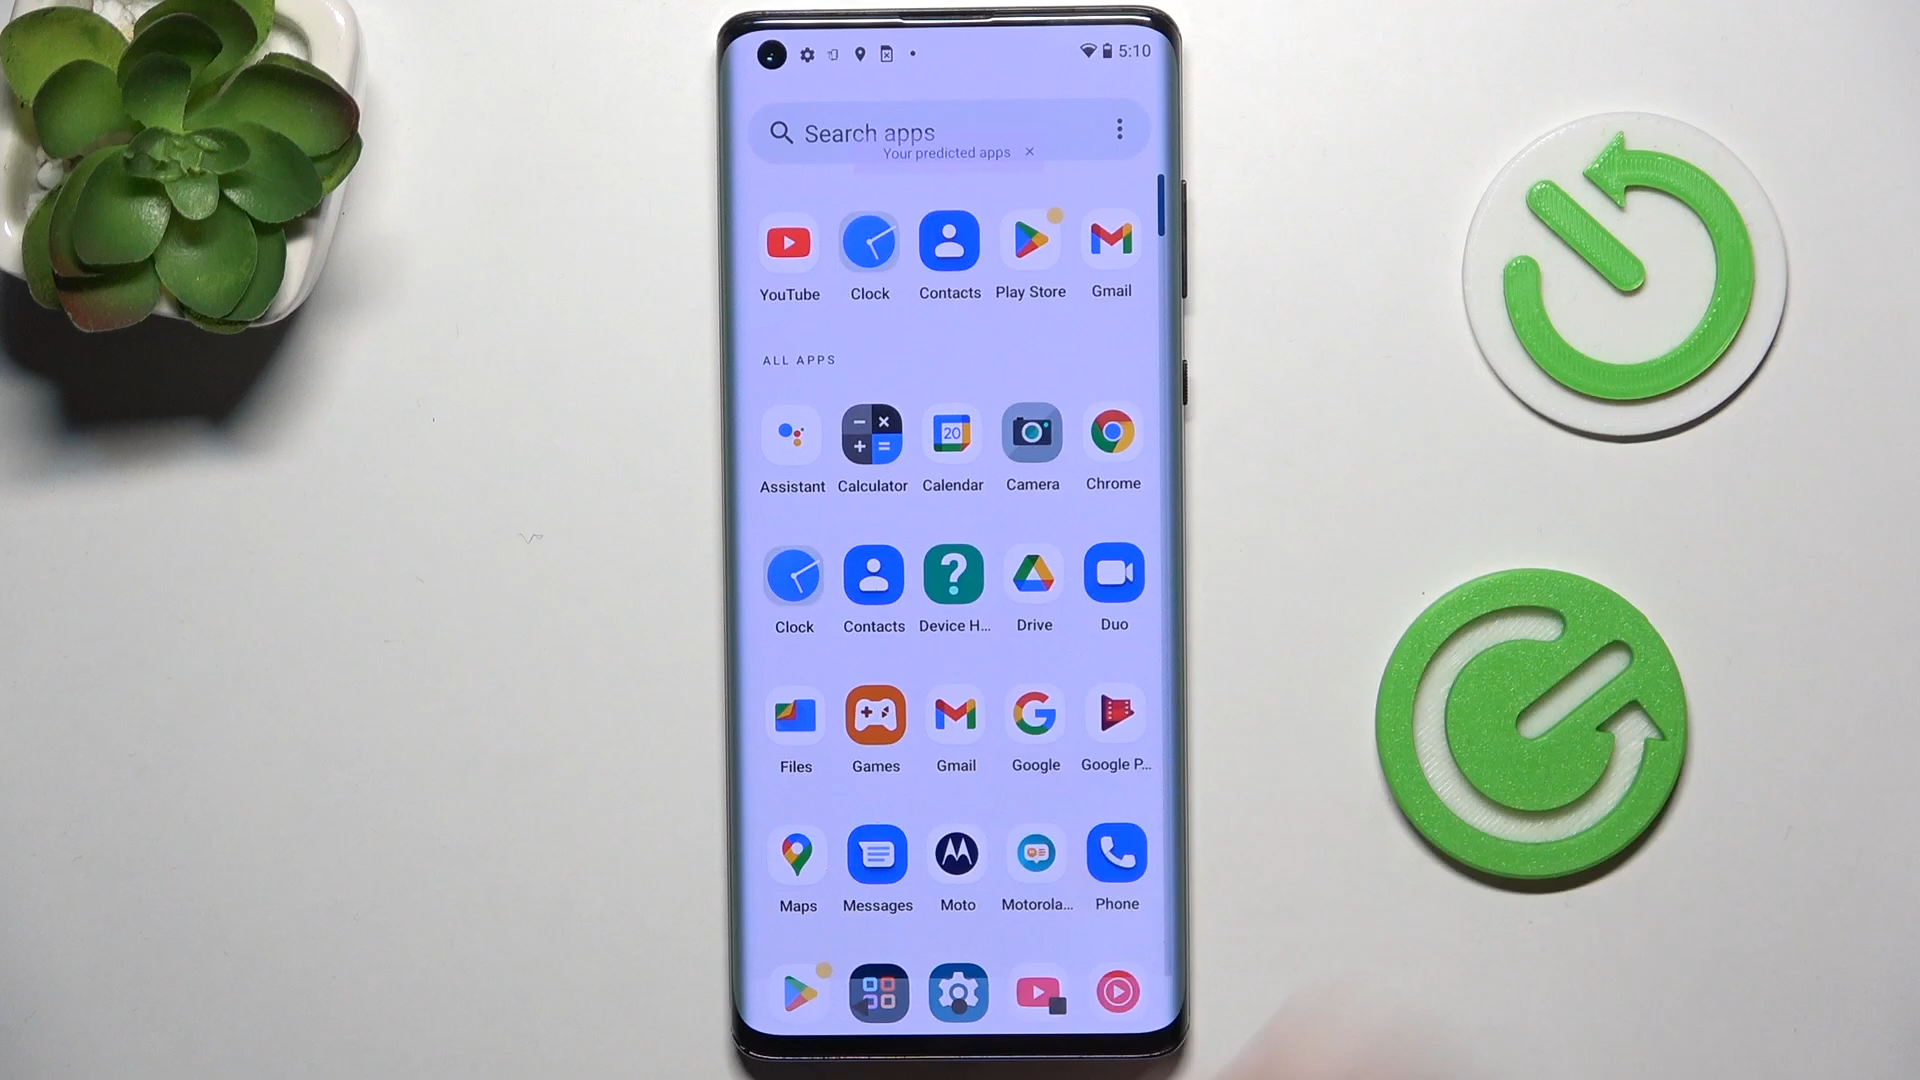 5:10
Search apps
Your predicted apps ×
YouTube Clock Contacts Play Store Gmail
ALL APPS
20
Assistant Calculator Calendar Camera Chrome
Clock Contacts Device H... Drive Duo
Files Games Gmail Google Google P...
Maps Messages Moto Motorola... Phone